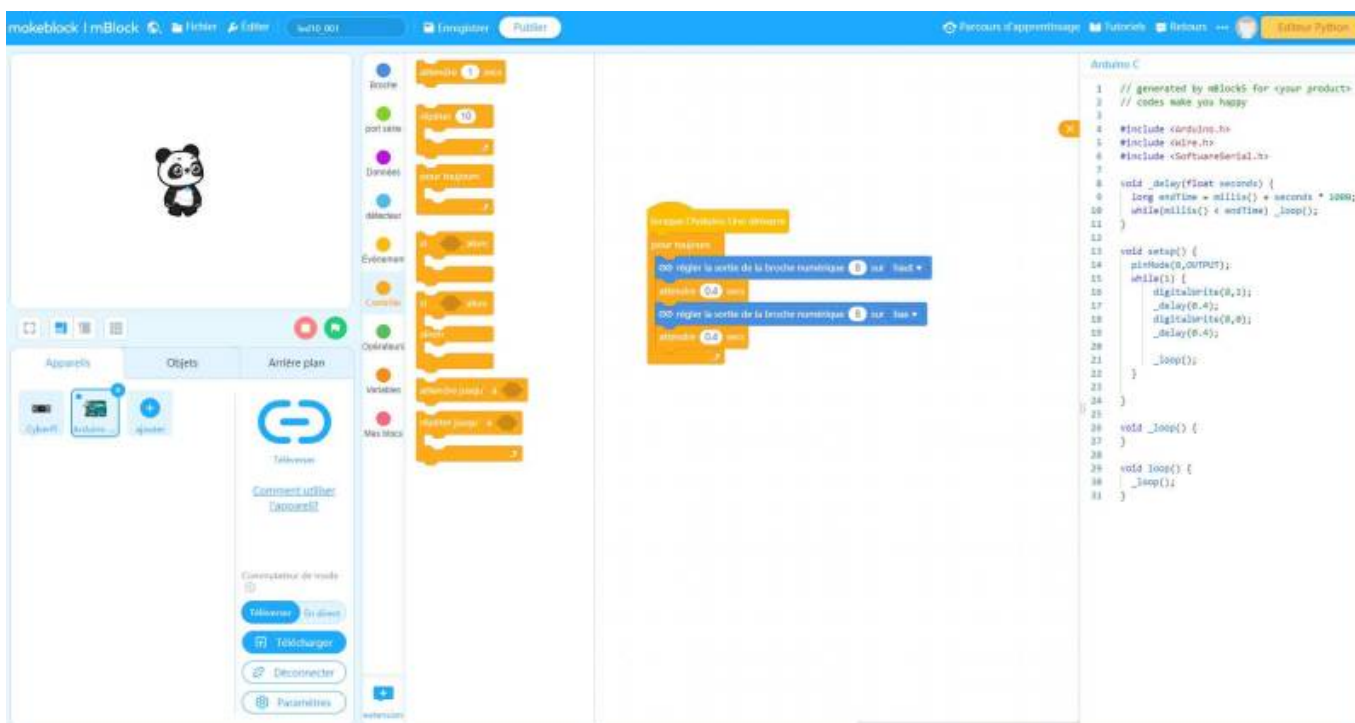 makeblock | mBlock Fichier Éditer led10_001 Enregistrer Publier Parcours d'apprentissage Tutoriels Retours Editeur Python
Broche
port série
Données
détecteur
Événemen
Contrôle
Opérateurs
Variables
Mes blocs
extension
attendre 1 secs
répéter 10
pour toujours
si alors
si alors
sinon
attendre jusqu' à
répéter jusqu' à
lorsque l'Arduino Uno démarre
pour toujours
régler la sortie de la broche numérique 8 sur haut
attendre 0.4 secs
régler la sortie de la broche numérique 8 sur bas
attendre 0.4 secs
Appareils Objets Arrière plan
CyberPi Arduino ... ajouter
Téléverser
Comment utiliser
l'appareil?
Commutateur de mode
Téléverser En direct
Télécharger
Déconnecter
Paramètres
Arduino C
1 // generated by mBlock5 for <your product>
2 // codes make you happy
3
4 #include <Arduino.h>
5 #include <Wire.h>
6 #include <SoftwareSerial.h>
7
8 void _delay(float seconds) {
9 long endTime = millis() + seconds * 1000;
10 while(millis() < endTime) _loop();
11 }
12
13 void setup() {
14 pinMode(8,OUTPUT);
15 while(1) {
16 digitalWrite(8,1);
17 _delay(0.4);
18 digitalWrite(8,0);
19 _delay(0.4);
20
21 _loop();
22 }
23
24 }
25
26 void _loop() {
27 }
28
29 void loop() {
30 _loop();
31 }